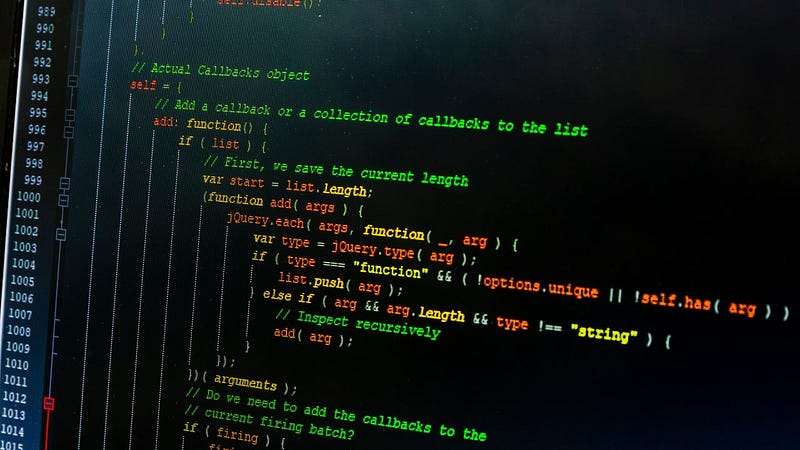 989
990
991
992
993
994
995
996
997
998
999
1000
1001
1002
1003
1004
1005
1006
1007
1008
1009
1010
1011
1012
1013
1014
1015
self.disable();
}
}
},
// Actual Callbacks object
self = {
// Add a callback or a collection of callbacks to the list
add: function() {
if ( list ) {
// First, we save the current length
var start = list.length;
(function add( args ) {
jQuery.each( args, function( _, arg ) {
var type = jQuery.type( arg );
if ( type === "function" && ( !options.unique || !self.has( arg ) )
list.push( arg );
} else if ( arg && arg.length && type !== "string" ) {
// Inspect recursively
add( arg );
}
});
})( arguments );
// Do we need to add the callbacks to the
// current firing batch?
if ( firing ) {